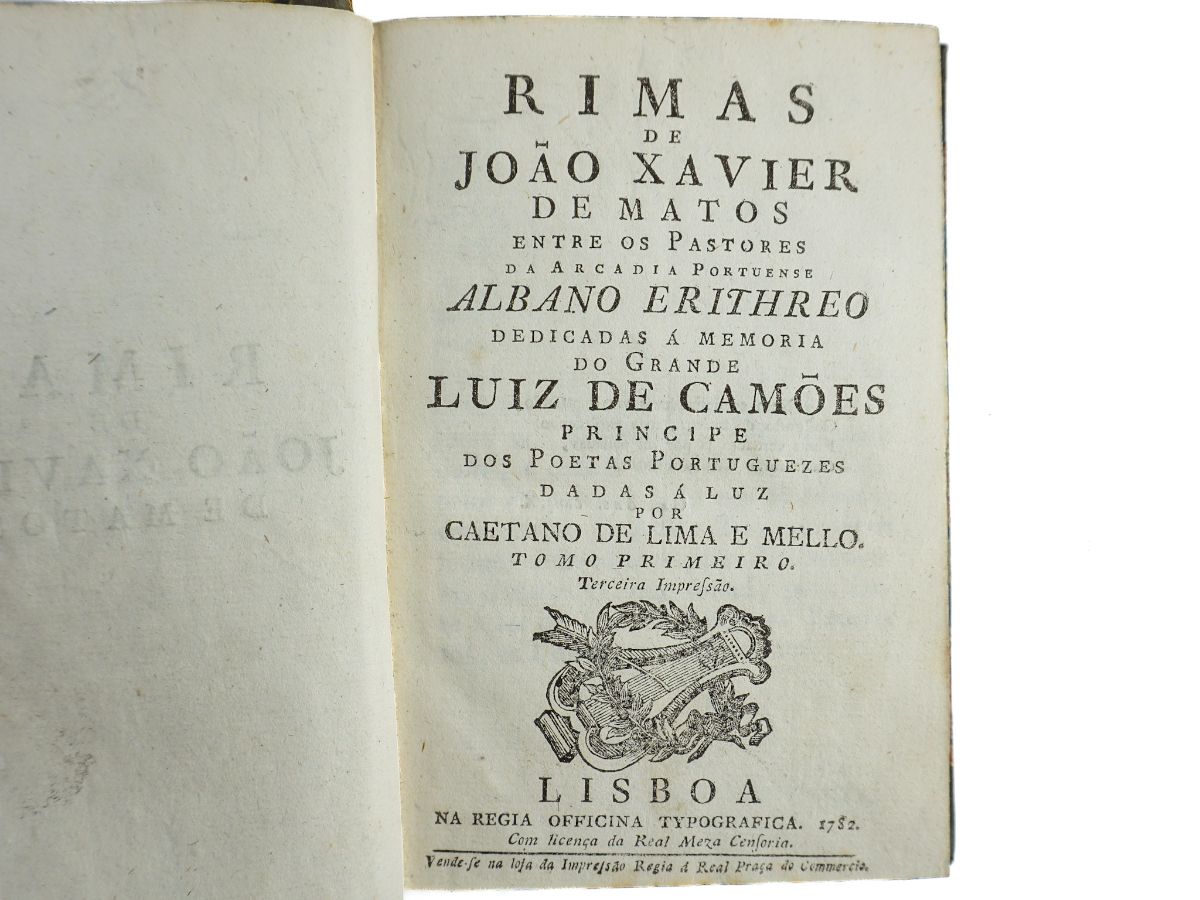 RIMAS
DE
JOÃO XAVIER
DE MATOS
ENTRE OS PASTORES
DA ARCADIA PORTUENSE
ALBANO ERITHREO
DEDICADAS Á MEMORIA
DO GRANDE
LUIZ DE CAMÕES
PRINCIPE
DOS POETAS PORTUGUEZES
DADAS Á LUZ
POR
CAETANO DE LIMA E MELLO.
TOMO PRIMEIRO.
Terceira Impreſsão.
LISBOA
NA REGIA OFFICINA TYPOGRAFICA. 1782.
Com licença da Real Meza Cenſoria.
Vende-ſe na loja da Impreſsão Regia á Real Praça do Commercio.